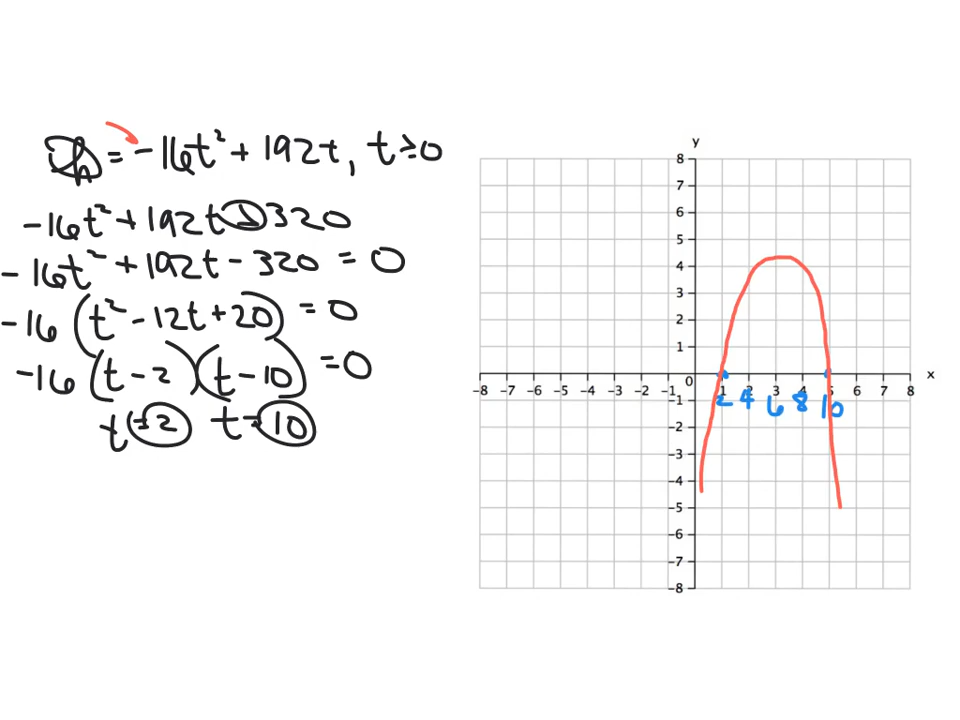 h = -16t² + 192t, t ≥ 0
-16t² + 192t ≥ 320
-16t² + 192t - 320 = 0
-16 (t² - 12t + 20) = 0
-16 (t - 2)(t - 10) = 0
t = 2 t = 10
y
8
7
6
5
4
3
2
1
0
-8 -7 -6 -5 -4 -3 -2 -1 1 2 3 4 5 6 7 8 x
2 4 6 8 10
-1
-2
-3
-4
-5
-6
-7
-8